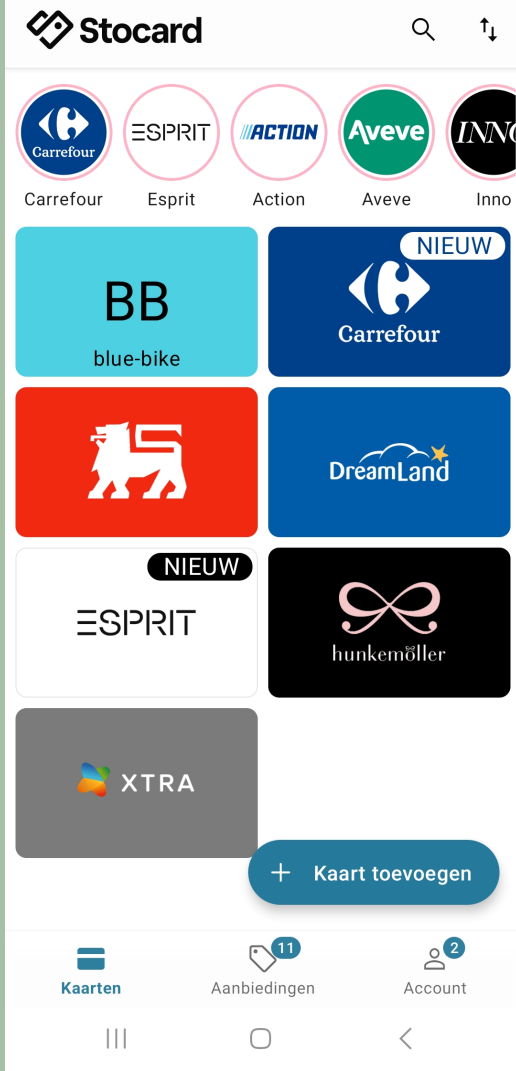 Stocard
Carrefour
ESPRIT
ACTION
Aveve
INNO
Carrefour
Esprit
Action
Aveve
Inno
BB
blue-bike
NIEUW
Carrefour
DreamLand
NIEUW
ESPRIT
hunkemöller
XTRA
+ Kaart toevoegen
11
2
Kaarten
Aanbiedingen
Account